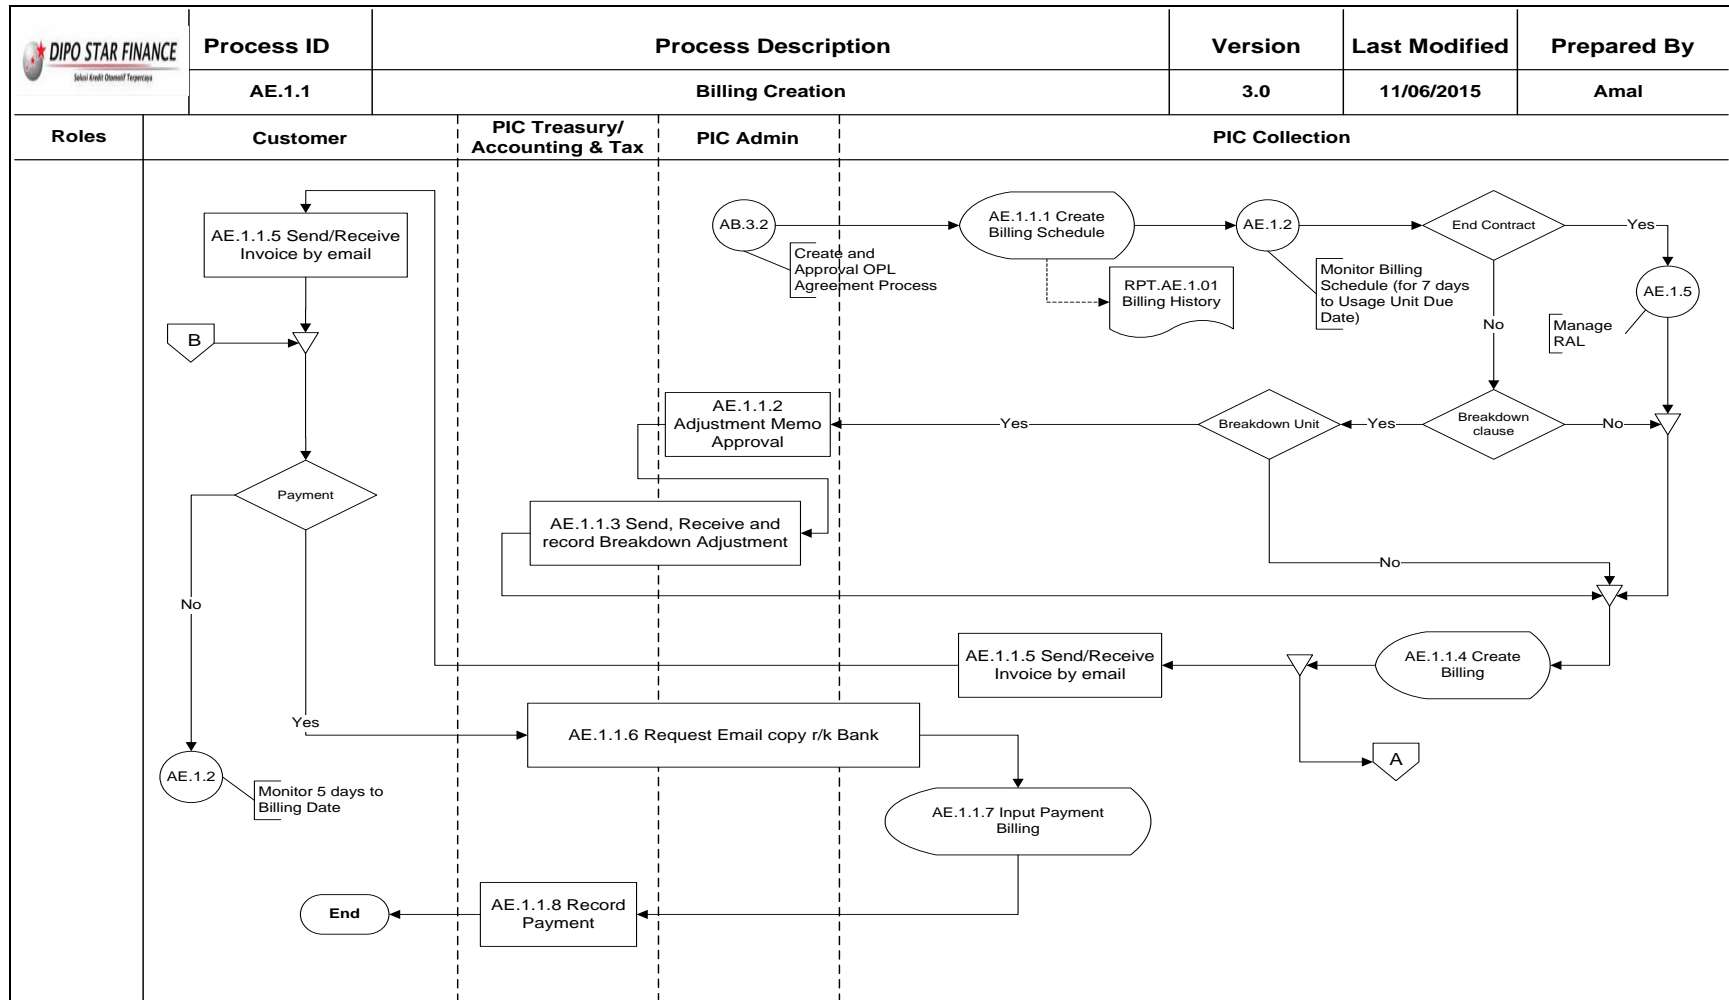 DIPO STAR FINANCE
Solusi Kredit Otomotif Terpercaya
Process ID
Process Description
Version
Last Modified
Prepared By
AE.1.1
Billing Creation
3.0
11/06/2015
Amal
Roles
Customer
PIC Treasury/
Accounting & Tax
PIC Admin
PIC Collection
AE.1.1.5 Send/Receive
Invoice by email
AB.3.2
Create and
Approval OPL
Agreement Process
AE.1.1.1 Create
Billing Schedule
RPT.AE.1.01
Billing History
AE.1.2
Monitor Billing
Schedule (for 7 days
to Usage Unit Due
Date)
End Contract
Yes
AE.1.5
Manage
RAL
No
B
AE.1.1.2
Adjustment Memo
Approval
Yes
Breakdown Unit
Yes
Breakdown
clause
No
Payment
AE.1.1.3 Send, Receive and
record Breakdown Adjustment
No
No
AE.1.1.5 Send/Receive
Invoice by email
AE.1.1.4 Create
Billing
Yes
AE.1.1.6 Request Email copy r/k Bank
A
AE.1.2
Monitor 5 days to
Billing Date
AE.1.1.7 Input Payment
Billing
End
AE.1.1.8 Record
Payment